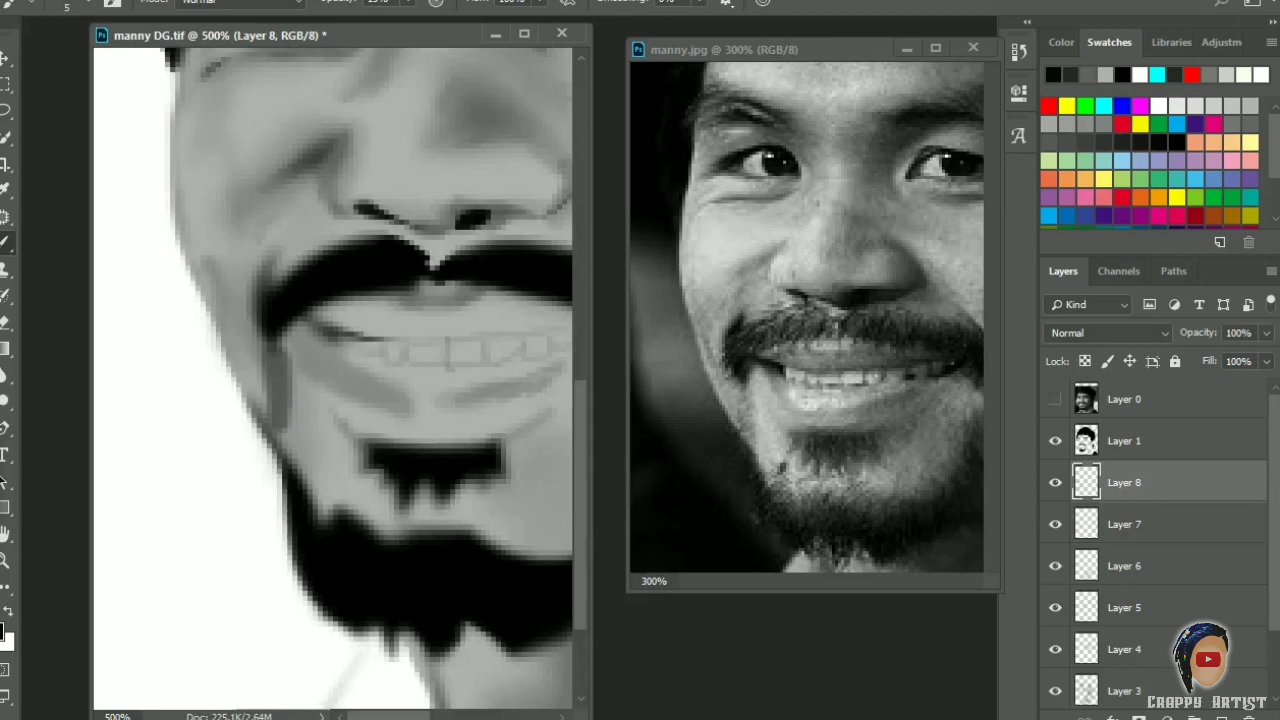 5
Normal
manny DG.tif @ 500% (Layer 8, RGB/8) *
manny.jpg @ 300% (RGB/8)
Color
Swatches
Libraries
Adjustm
Layers
Channels
Paths
Kind
Normal
Opacity: 100%
Lock:
Fill: 100%
Layer 0
Layer 1
Layer 8
Layer 7
Layer 6
Layer 5
Layer 4
Layer 3
300%
500%
Doc: 225.1K/2.64M
Crappy Artist